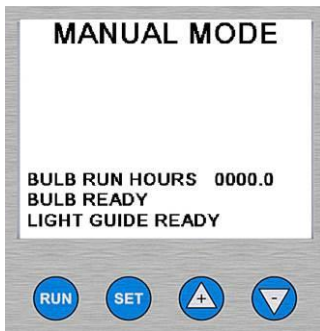 MANUAL MODE
BULB RUN HOURS 0000.0
BULB READY
LIGHT GUIDE READY
RUN SET + -